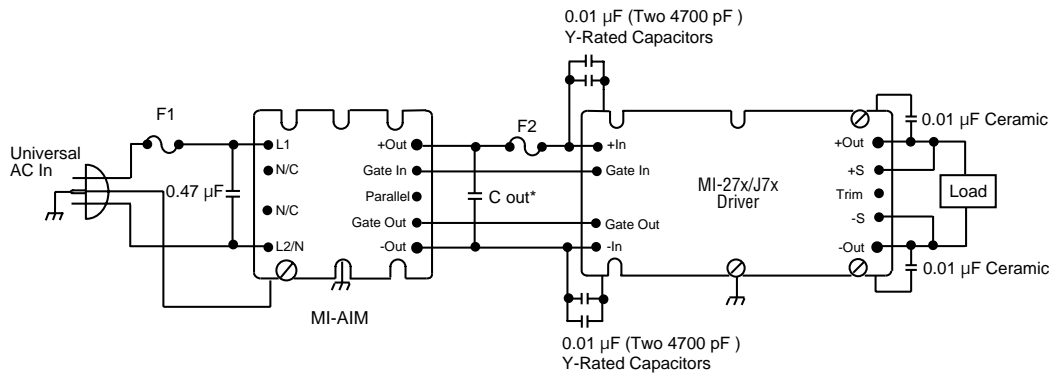 0.01 µF (Two 4700 pF )
Y-Rated Capacitors
F1
F2
Universal
AC In
0.47 µF
L1
N/C
N/C
L2/N
+Out
Gate In
Parallel
Gate Out
-Out
MI-AIM
C out*
+In
Gate In
Gate Out
-In
MI-27x/J7x
Driver
+Out
+S
Trim
-S
-Out
0.01 µF Ceramic
Load
0.01 µF Ceramic
0.01 µF (Two 4700 pF )
Y-Rated Capacitors